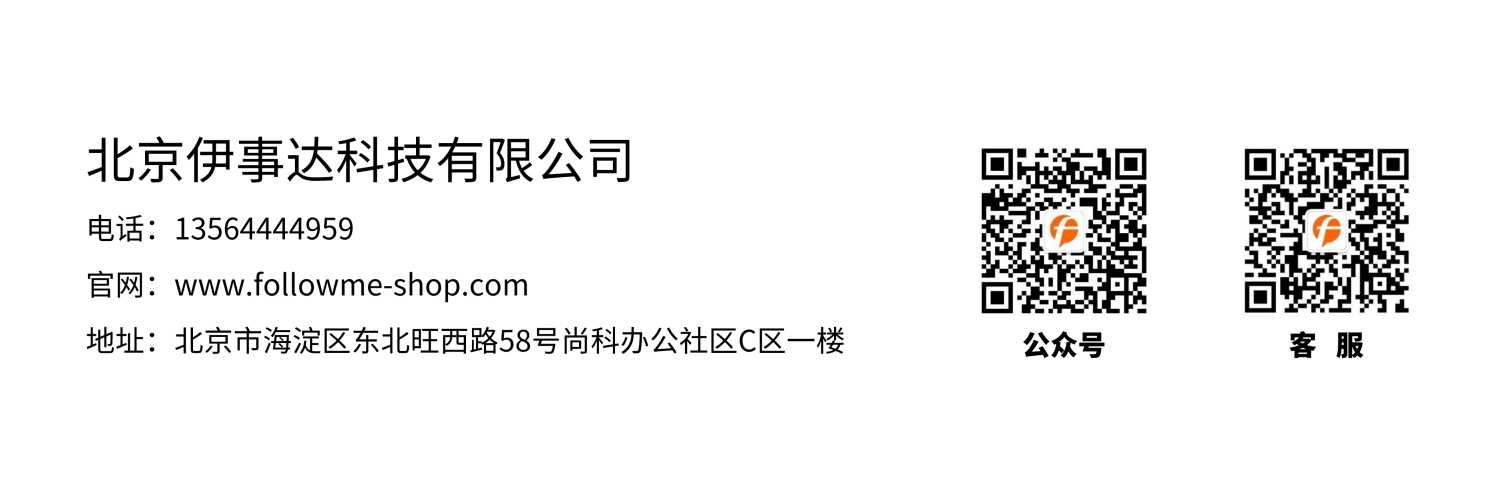 北京伊事达科技有限公司
电话：13564444959
官网：www.followme-shop.com
地址：北京市海淀区东北旺西路58号尚科办公社区C区一楼
公众号
客 服